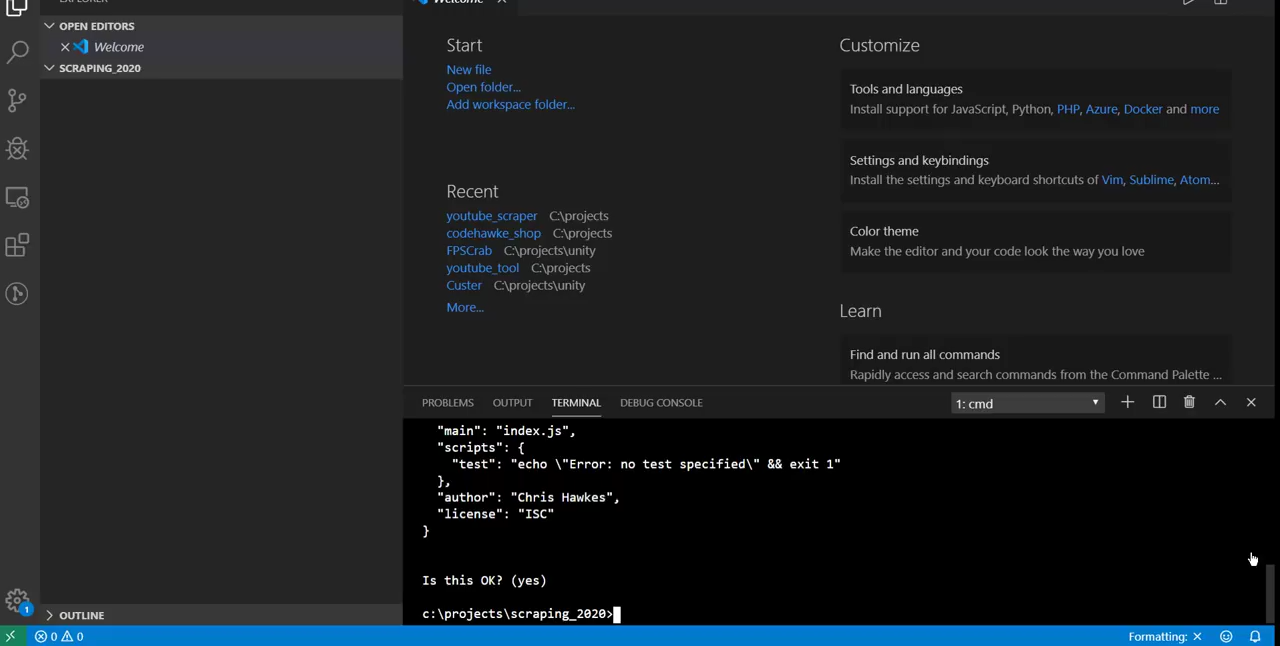 EXPLORER
OPEN EDITORS
Welcome
SCRAPING_2020
OUTLINE
Welcome
Start
New file
Open folder...
Add workspace folder...
Recent
youtube_scraper C:\projects
codehawke_shop C:\projects
FPSCrab C:\projects\unity
youtube_tool C:\projects
Custer C:\projects\unity
More...
Customize
Tools and languages
Install support for JavaScript, Python, PHP, Azure, Docker and more
Settings and keybindings
Install the settings and keyboard shortcuts of Vim, Sublime, Atom...
Color theme
Make the editor and your code look the way you love
Learn
Find and run all commands
Rapidly access and search commands from the Command Palette ...
PROBLEMS OUTPUT TERMINAL DEBUG CONSOLE 1: cmd
"main": "index.js",
"scripts": {
"test": "echo \"Error: no test specified\" && exit 1"
},
"author": "Chris Hawkes",
"license": "ISC"
}
Is this OK? (yes)
c:\projects\scraping_2020>
1
0 0 Formatting: ×